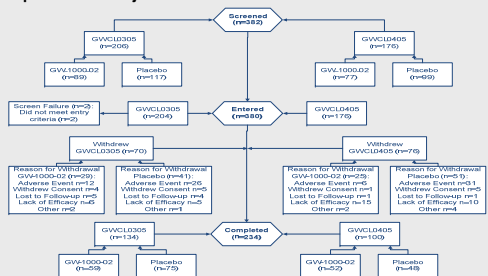 Screened
(n=382)
GWCL0305
(n=206)
GWCL0405
(n=176)
GW-1000-02
(n=89)
Placebo
(n=117)
GW-1000-02
(n=77)
Placebo
(n=99)
Screen Failure (n=2):
Did not meet entry
criteria (n=2)
GWCL0305
(n=204)
Entered
(n=380)
GWCL0405
(n=176)
Withdrew
GWCL0305 (n=70)
Withdrew
GWCL0405 (n=76)
Reason for Withdrawal
GW-1000-02 (n=29):
Adverse Event n=12
Withdrew Consent n=4
Lost to Follow-up n=5
Lack of Efficacy n=6
Other n=2
Reason for Withdrawal
Placebo (n=41):
Adverse Event n=26
Withdrew Consent n=5
Lost to Follow-up n=4
Lack of Efficacy n=5
Other n=1
Reason for Withdrawal
GW-1000-02 (n=25):
Adverse Event n=6
Withdrew Consent n=1
Lost to Follow-up n=1
Lack of Efficacy n=15
Other n=2
Reason for Withdrawal
Placebo (n=51):
Adverse Event n=31
Withdrew Consent n=5
Lost to Follow-up n=1
Lack of Efficacy n=10
Other n=4
GWCL0305
(n=134)
Completed
(n=234)
GWCL0405
(n=100)
GW-1000-02
(n=59)
Placebo
(n=75)
GW-1000-02
(n=52)
Placebo
(n=48)